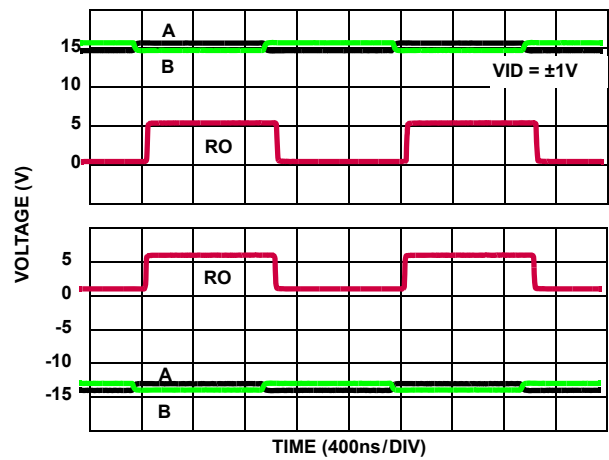 15
A
B
VID = ±1V
10
5
RO
0
VOLTAGE (V)
5
RO
0
-5
-10
A
-15
B
TIME (400ns/DIV)